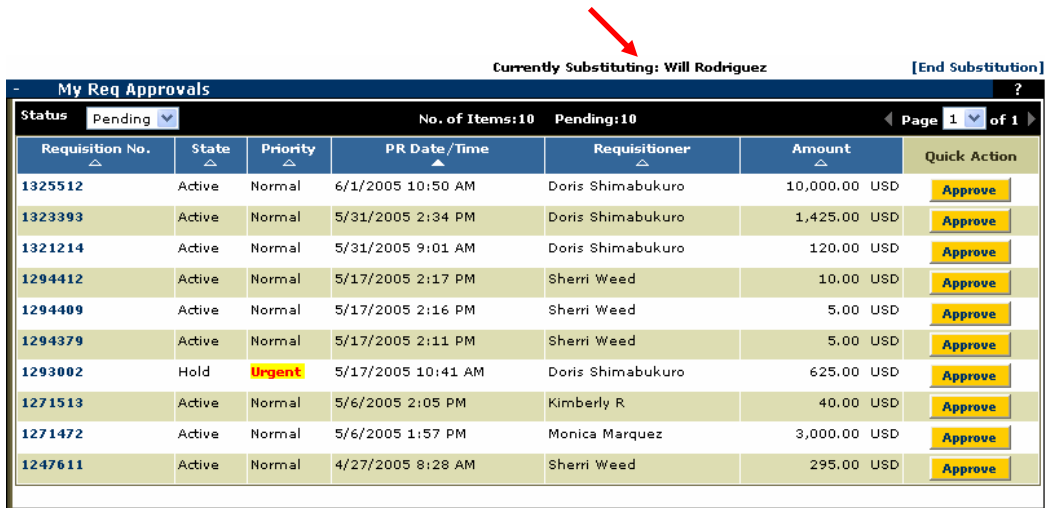 Currently Substituting: Will Rodriguez [End Substitution]
- My Req Approvals ?
Status Pending No. of Items:10 Pending:10 Page 1 of 1
Requisition No. State Priority PR Date/Time Requisitioner Amount Quick Action
1325512 Active Normal 6/1/2005 10:50 AM Doris Shimabukuro 10,000.00 USD Approve
1323393 Active Normal 5/31/2005 2:34 PM Doris Shimabukuro 1,425.00 USD Approve
1321214 Active Normal 5/31/2005 9:01 AM Doris Shimabukuro 120.00 USD Approve
1294412 Active Normal 5/17/2005 2:17 PM Sherri Weed 10.00 USD Approve
1294409 Active Normal 5/17/2005 2:16 PM Sherri Weed 5.00 USD Approve
1294379 Active Normal 5/17/2005 2:11 PM Sherri Weed 5.00 USD Approve
1293002 Hold Urgent 5/17/2005 10:41 AM Doris Shimabukuro 625.00 USD Approve
1271513 Active Normal 5/6/2005 2:05 PM Kimberly R 40.00 USD Approve
1271472 Active Normal 5/6/2005 1:57 PM Monica Marquez 3,000.00 USD Approve
1247611 Active Normal 4/27/2005 8:28 AM Sherri Weed 295.00 USD Approve